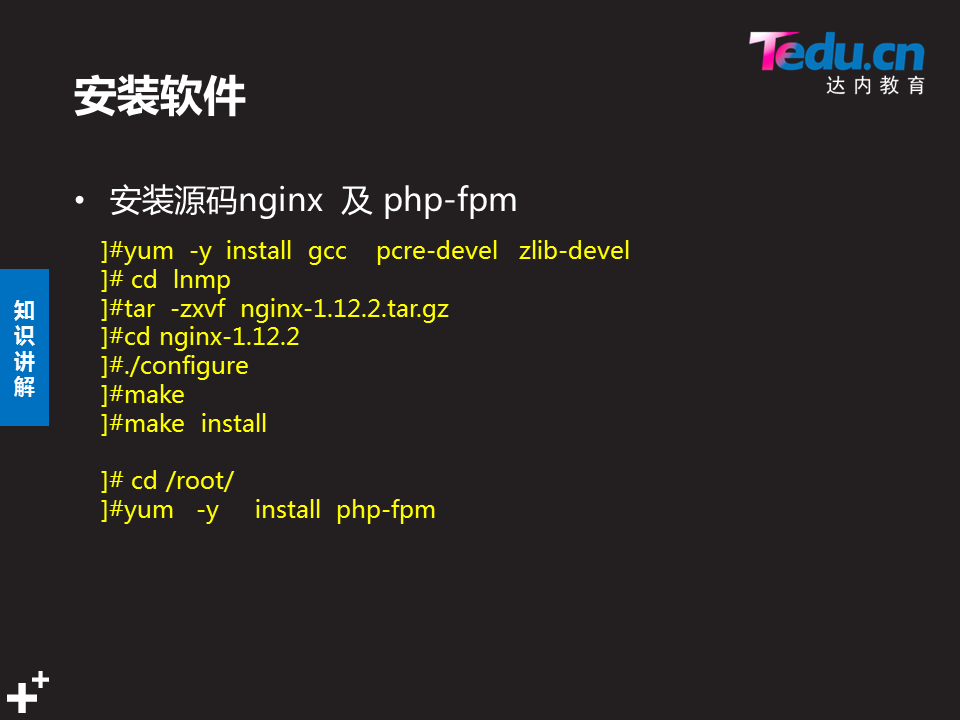 Tedu.cn
达内教育
安装软件
• 安装源码nginx 及 php-fpm
]#yum -y install gcc pcre-devel zlib-devel
]# cd lnmp
]#tar -zxvf nginx-1.12.2.tar.gz
]#cd nginx-1.12.2
]#./configure
]#make
]#make install
]# cd /root/
]#yum -y install php-fpm
知识讲解